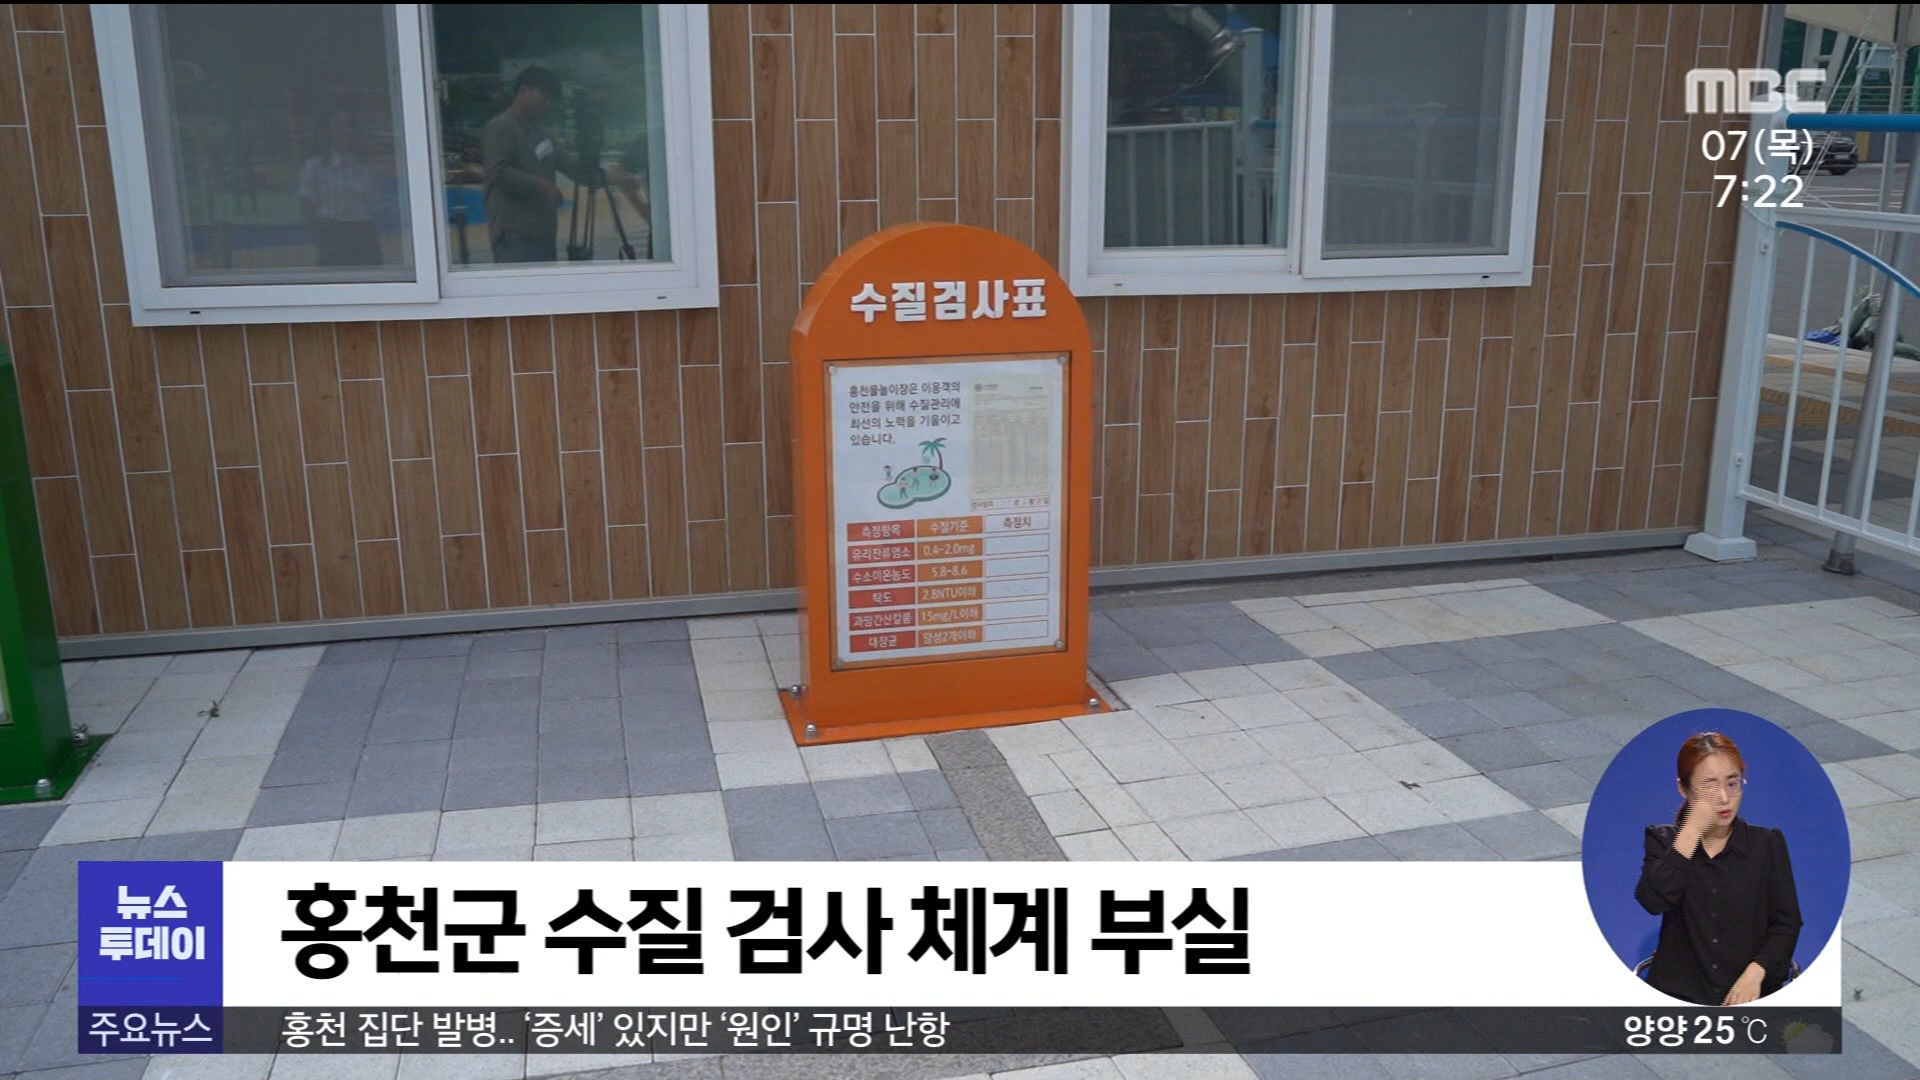 MBC
07(목)
7:22
수질검사표
홍천물놀이장은 이용객의
안전을 위해 수질관리에
최선의 노력을 기울이고
있습니다.
측정항목 수질기준 측정치
유리잔류염소 0.4~2.0mg
수소이온농도 5.8~8.6
탁도 2.8NTU이하
과망간산칼륨 15mg/L이하
대장균 양성2개이하
뉴스
투데이
홍천군 수질 검사 체계 부실
주요뉴스
홍천 집단 발병.. ‘증세’ 있지만 ‘원인’ 규명 난항
양양 25℃